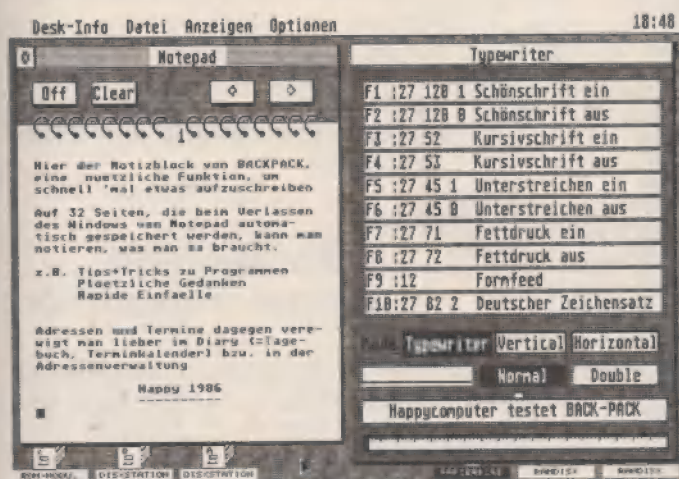 Desk-Info Datei Anzeigen Optionen 18:48
Notepad
Off Clear
1
Hier der Notizblock von BACKPACK,
eine nuetzliche Funktion, um
schnell 'mal etwas aufzuschreiben
Auf 32 Seiten, die beim Verlassen
des Windows von Notepad automa-
tisch gespeichert werden, kann man
notieren, was man so braucht.
z.B. Tips+Tricks zu Programmen
Ploetzliche Gedanken
Rapide Einfaelle
Adressen und Termine dagegen vere-
wigt man lieber im Diary (=Tage-
buch, Terminkalender) bzw. in der
Adressenverwaltung
Happy 1986
Typewriter
F1 :27 120 1 Schönschrift ein
F2 :27 120 0 Schönschrift aus
F3 :27 52 Kursivschrift ein
F4 :27 53 Kursivschrift aus
F5 :27 45 1 Unterstreichen ein
F6 :27 45 0 Unterstreichen aus
F7 :27 71 Fettdruck ein
F8 :27 72 Fettdruck aus
F9 :12 Formfeed
F10:27 82 2 Deutscher Zeichensatz
Typewriter Vertical Horizontal
Normal Double
Happycomputer testet BACK-PACK
DISKSTATION DISKSTATION PAPIERKORB RAMDISK RAMDISK